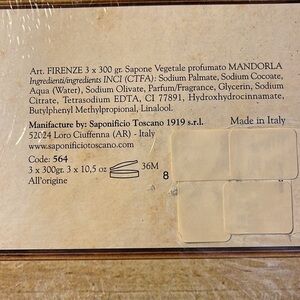 Art. FIRENZE 3 x 300 gr. Sapone Vegetale profumato MANDORLA
Ingredienti/ingredients INCI (CTFA): Sodium Palmate, Sodium Cocoate,
Aqua (Water), Sodium Olivate, Parfum/Fragrance, Glycerin, Sodium
Citrate, Tetrasodium EDTA, CI 77891, Hydroxhydrocinnamate,
Butylphenyl Methylpropional, Linalool.
Manifacture by: Saponificio Toscano 1919 s.r.l. Made in Italy
52024 Loro Ciuffenna (AR) - Italy
www.saponificiotoscano.com
Code: 564
3 x 300gr. 3 x 10,5 oz 36M
All'origine
8